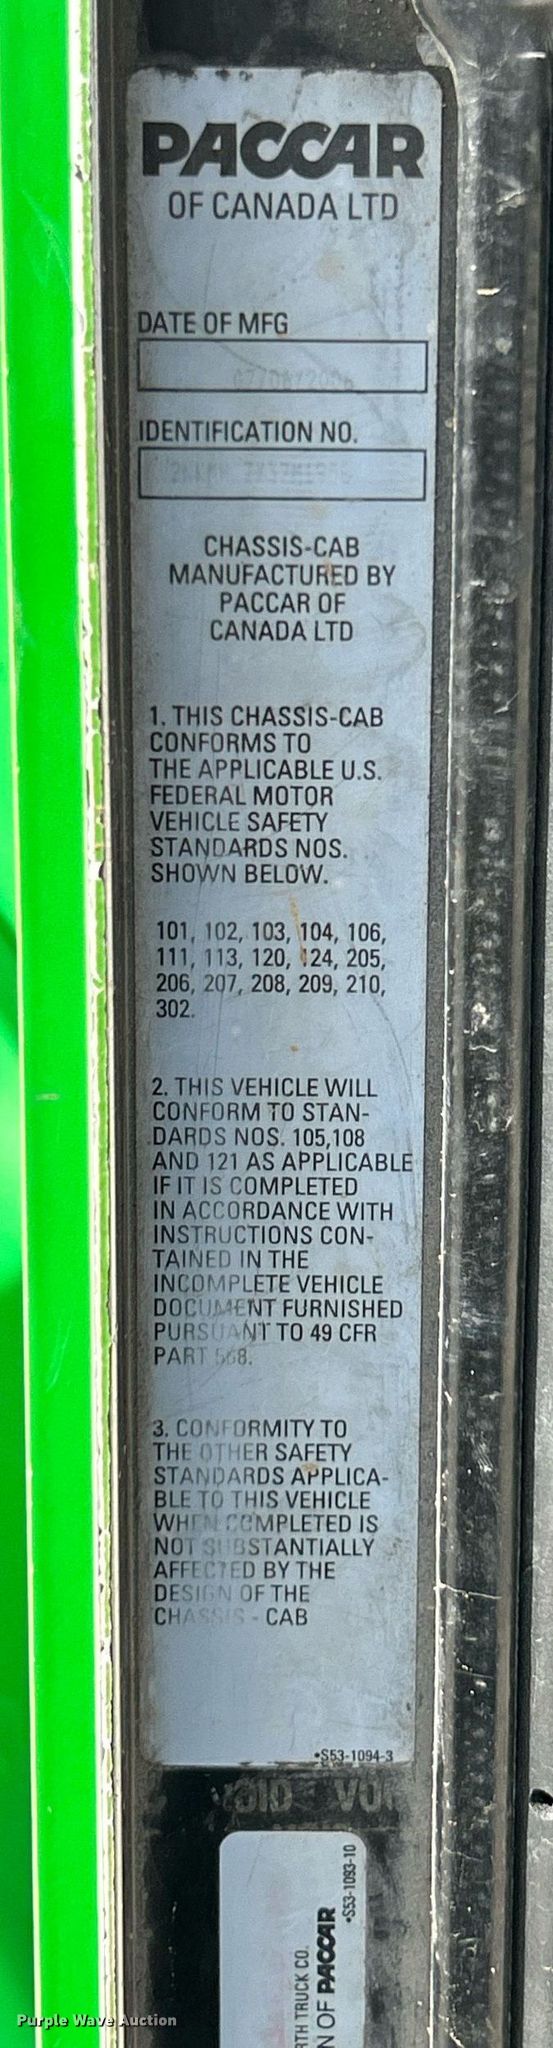 PACCAR
OF CANADA LTD
DATE OF MFG
IDENTIFICATION NO.
CHASSIS-CAB
MANUFACTURED BY
PACCAR OF
CANADA LTD
1. THIS CHASSIS-CAB
CONFORMS TO
THE APPLICABLE U.S.
FEDERAL MOTOR
VEHICLE SAFETY
STANDARDS NOS.
SHOWN BELOW.
101, 102, 103, 104, 106,
111, 113, 120, 124, 205,
206, 207, 208, 209, 210,
302.
2. THIS VEHICLE WILL
CONFORM TO STAN-
DARDS NOS. 105,108
AND 121 AS APPLICABLE
IF IT IS COMPLETED
IN ACCORDANCE WITH
INSTRUCTIONS CON-
TAINED IN THE
INCOMPLETE VEHICLE
DOCUMENT FURNISHED
PURSUANT TO 49 CFR
PART 568.
3. CONFORMITY TO
THE OTHER SAFETY
STANDARDS APPLICA-
BLE TO THIS VEHICLE
WHEN COMPLETED IS
NOT SUBSTANTIALLY
AFFECTED BY THE
DESIGN OF THE
CHASSIS - CAB
•S53-1094-3
VOID VOI
RTH TRUCK CO.
N OF PACCAR
•S53-1093-10
Purple Wave Auction